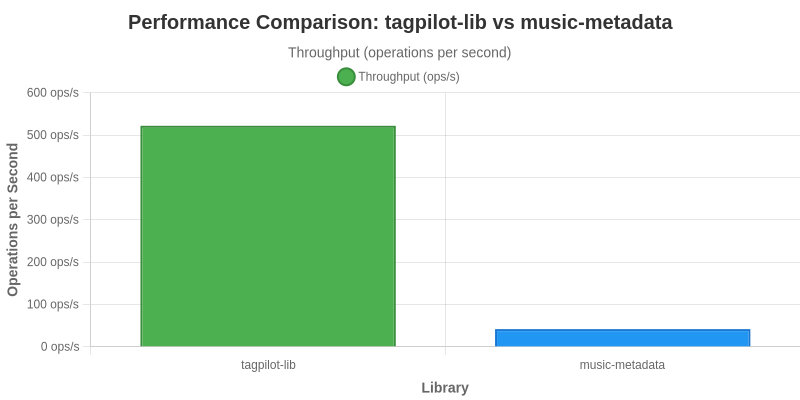 Performance Comparison: tagpilot-lib vs music-metadata
Throughput (operations per second)
Throughput (ops/s)
600 ops/s
500 ops/s
400 ops/s
300 ops/s
200 ops/s
100 ops/s
0 ops/s
Operations per Second
tagpilot-lib
music-metadata
Library